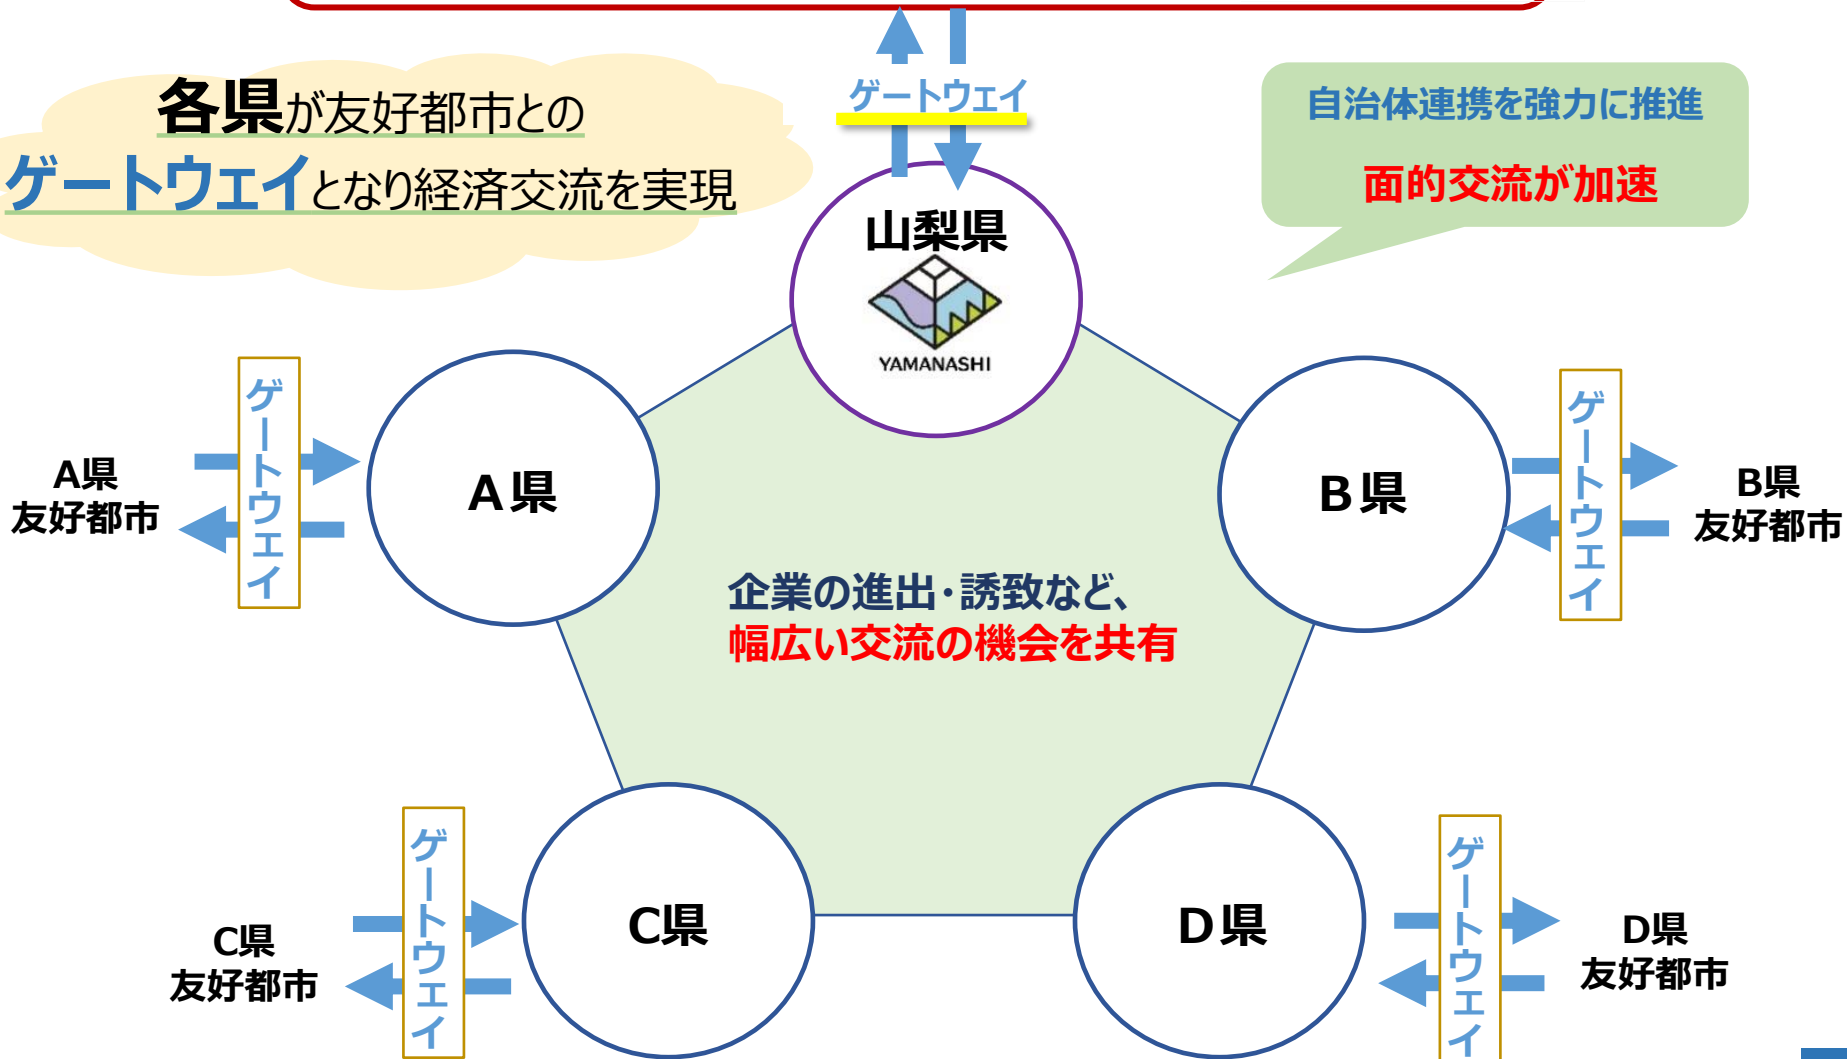 各県が友好都市との
ゲートウェイとなり経済交流を実現
ゲートウェイ
自治体連携を強力に推進
面的交流が加速
山梨県
YAMANASHI
A県
友好都市
ゲートウェイ
A県
B県
ゲートウェイ
B県
友好都市
企業の進出・誘致など、
幅広い交流の機会を共有
C県
友好都市
ゲートウェイ
C県
D県
ゲートウェイ
D県
友好都市